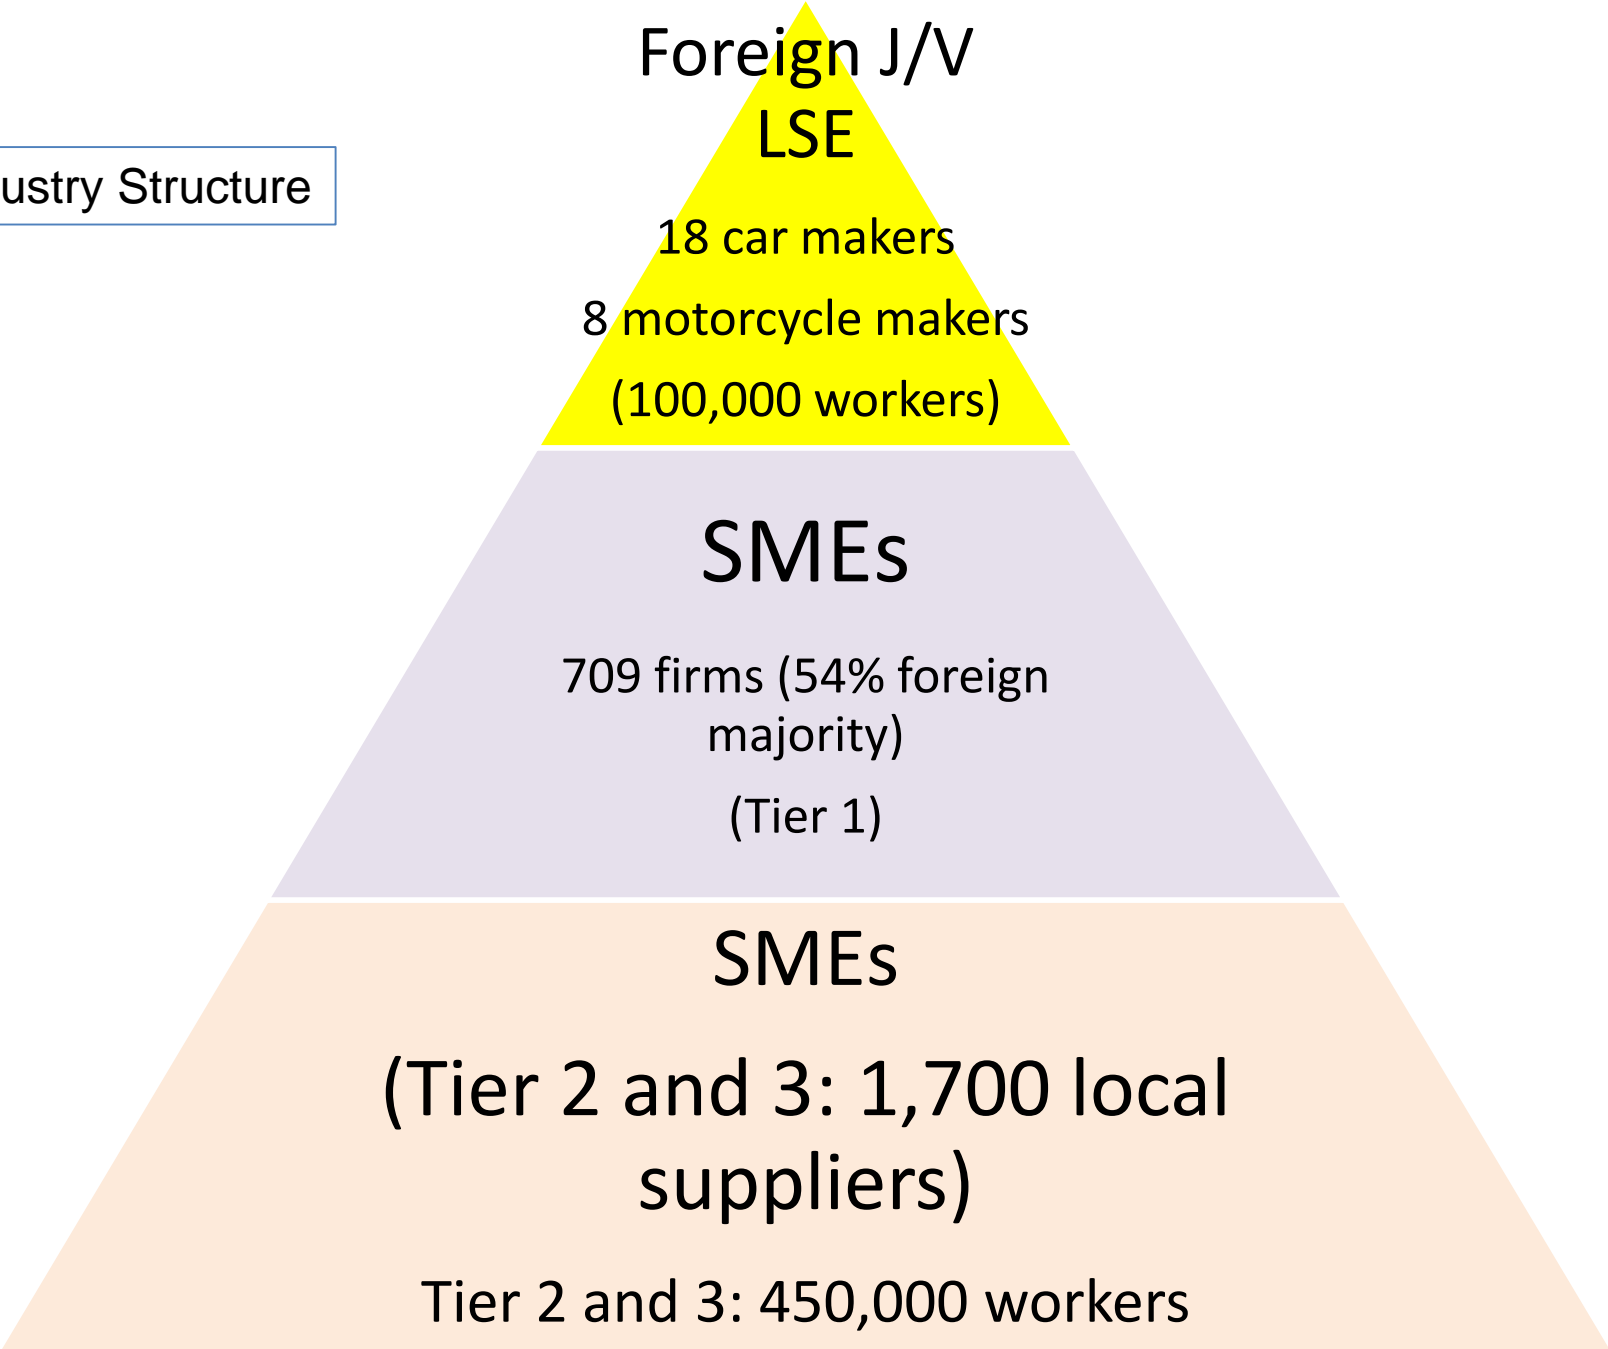 Foreign J/V
LSE
ustry Structure
18 car makers
8 motorcycle makers
(100,000 workers)
SMEs
709 firms (54% foreign
majority)
(Tier 1)
SMEs
(Tier 2 and 3: 1,700 local
suppliers)
Tier 2 and 3: 450,000 workers